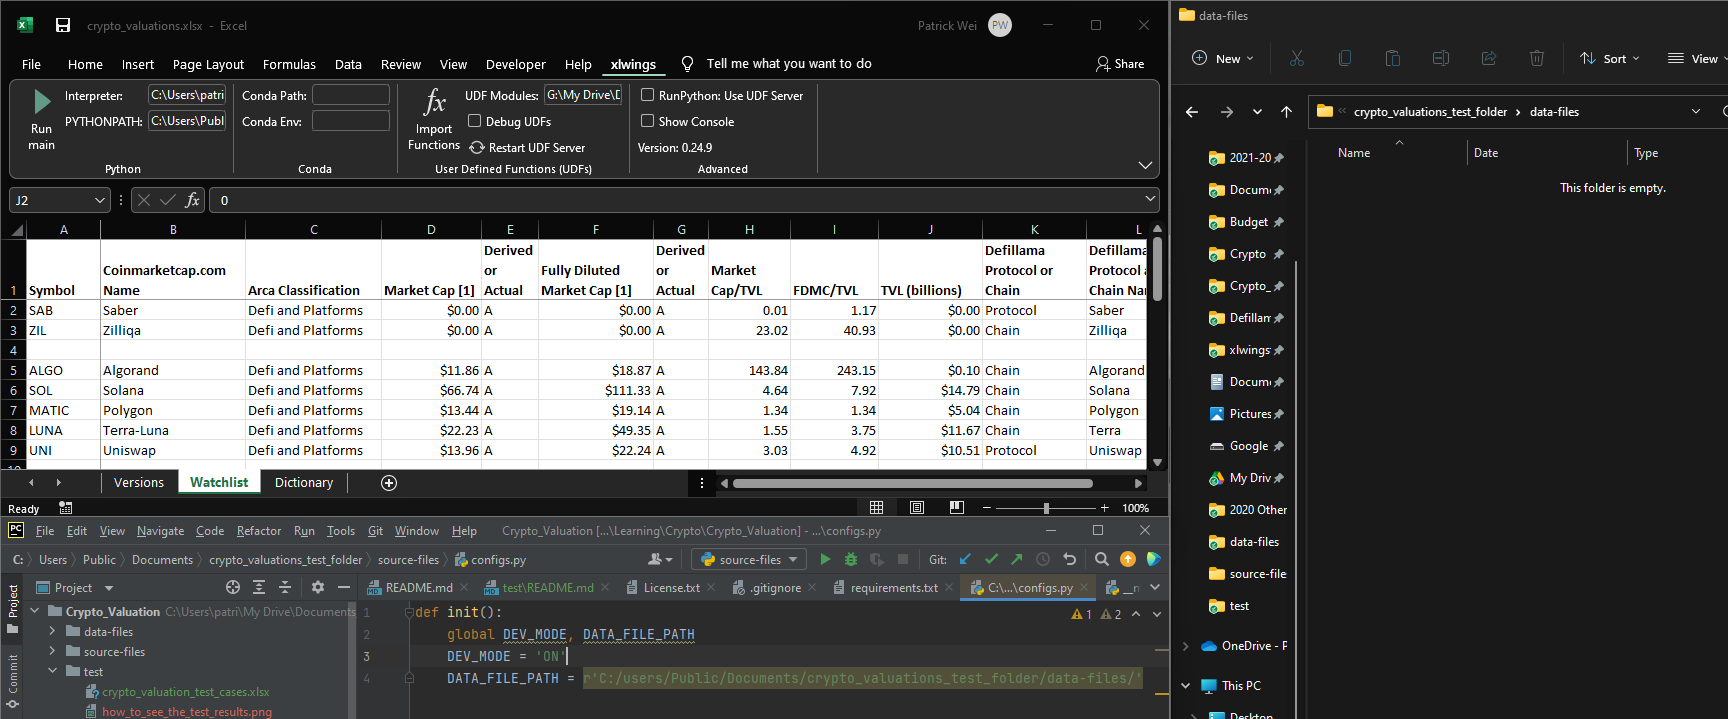 crypto_valuations.xlsx - Excel
Patrick Wei PW
File Home Insert Page Layout Formulas Data Review View Developer Help xlwings Tell me what you want to do Share
Interpreter: C:\Users\patri
PYTHONPATH: C:\Users\Publ
Run main
Python
Conda Path:
Conda Env:
Conda
Import Functions
UDF Modules: G:\My Drive\D
Debug UDFs
Restart UDF Server
User Defined Functions (UDFs)
RunPython: Use UDF Server
Show Console
Version: 0.24.9
Advanced
J2 fx 0
A B C D E F G H I J K L
1 Symbol Coinmarketcap.com Name Arca Classification Market Cap [1] Derived or Actual Fully Diluted Market Cap [1] Derived or Actual Market Cap/TVL FDMC/TVL TVL (billions) Defillama Protocol or Chain Defillama Protocol a Chain Nar
2 SAB Saber Defi and Platforms $0.00 A $0.00 A 0.01 1.17 $0.00 Protocol Saber
3 ZIL Zilliqa Defi and Platforms $0.00 A $0.00 A 23.02 40.93 $0.00 Chain Zilliqa
4
5 ALGO Algorand Defi and Platforms $11.86 A $18.87 A 143.84 243.15 $0.10 Chain Algorand
6 SOL Solana Defi and Platforms $66.74 A $111.33 A 4.64 7.92 $14.79 Chain Solana
7 MATIC Polygon Defi and Platforms $13.44 A $19.14 A 1.34 1.34 $5.04 Chain Polygon
8 LUNA Terra-Luna Defi and Platforms $22.23 A $49.35 A 1.55 3.75 $11.67 Chain Terra
9 UNI Uniswap Defi and Platforms $13.96 A $22.24 A 3.03 4.92 $10.51 Protocol Uniswap
Versions Watchlist Dictionary
Ready 100%
PC File Edit View Navigate Code Refactor Run Tools Git Window Help Crypto_Valuation [...\Learning\Crypto\Crypto_Valuation] - ...\configs.py
C: Users Public Documents crypto_valuations_test_folder source-files configs.py source-files Git:
Project README.md test\README.md License.txt .gitignore requirements.txt C:\...\configs.py
Project
Commit
Crypto_Valuation C:\Users\patri\My Drive\Documents
data-files
source-files
test
crypto_valuation_test_cases.xlsx
how_to_see_the_test_results.png
1 def init():
2 global DEV_MODE, DATA_FILE_PATH
3 DEV_MODE = 'ON'
4 DATA_FILE_PATH = r'C:/users/Public/Documents/crypto_valuations_test_folder/data-files/'
1 2
data-files
New Sort View
crypto_valuations_test_folder data-files
Name Date Type
This folder is empty.
2021-20
Docum
Budget
Crypto
Crypto_
Defillam
xlwings
Docum
Pictures
Google
My Driv
2020 Other
data-files
source-file
test
OneDrive - P
This PC
Desktop